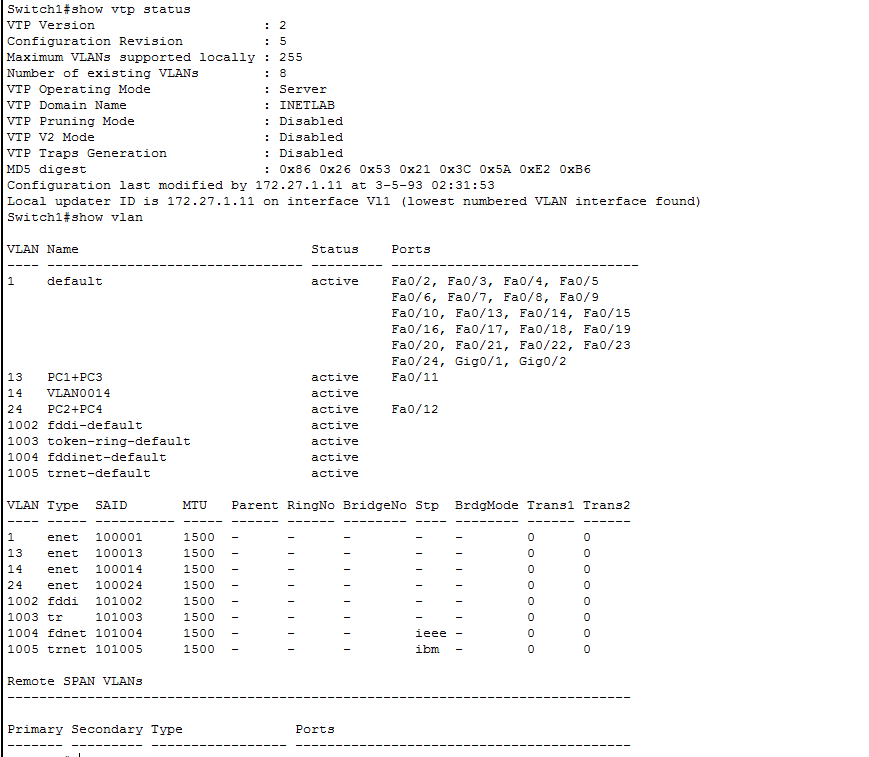 Switch1#show vtp status
VTP Version                     : 2
Configuration Revision          : 5
Maximum VLANs supported locally : 255
Number of existing VLANs        : 8
VTP Operating Mode              : Server
VTP Domain Name                 : INETLAB
VTP Pruning Mode                : Disabled
VTP V2 Mode                     : Disabled
VTP Traps Generation            : Disabled
MD5 digest                      : 0x86 0x26 0x53 0x21 0x3C 0x5A 0xE2 0xB6
Configuration last modified by 172.27.1.11 at 3-5-93 02:31:53
Local updater ID is 172.27.1.11 on interface Vl1 (lowest numbered VLAN interface found)
Switch1#show vlan
VLAN Name                             Status    Ports
---- -------------------------------- --------- -------------------------------
1    default                          active    Fa0/2, Fa0/3, Fa0/4, Fa0/5
                                                Fa0/6, Fa0/7, Fa0/8, Fa0/9
                                                Fa0/10, Fa0/13, Fa0/14, Fa0/15
                                                Fa0/16, Fa0/17, Fa0/18, Fa0/19
                                                Fa0/20, Fa0/21, Fa0/22, Fa0/23
                                                Fa0/24, Gig0/1, Gig0/2
13   PC1+PC3                          active    Fa0/11
14   VLAN0014                         active
24   PC2+PC4                          active    Fa0/12
1002 fddi-default                     active
1003 token-ring-default               active
1004 fddinet-default                  active
1005 trnet-default                    active
VLAN Type  SAID       MTU   Parent RingNo BridgeNo Stp  BrdgMode Trans1 Trans2
---- ----- ---------- ----- ------ ------ -------- ---- -------- ------ ------
1    enet  100001     1500  -      -      -        -    -        0      0
13   enet  100013     1500  -      -      -        -    -        0      0
14   enet  100014     1500  -      -      -        -    -        0      0
24   enet  100024     1500  -      -      -        -    -        0      0
1002 fddi  101002     1500  -      -      -        -    -        0      0
1003 tr    101003     1500  -      -      -        -    -        0      0
1004 fdnet 101004     1500  -      -      -        ieee -        0      0
1005 trnet 101005     1500  -      -      -        ibm  -        0      0
Remote SPAN VLANs
------------------------------------------------------------------------------
Primary Secondary Type              Ports
------- --------- ----------------- ------------------------------------------